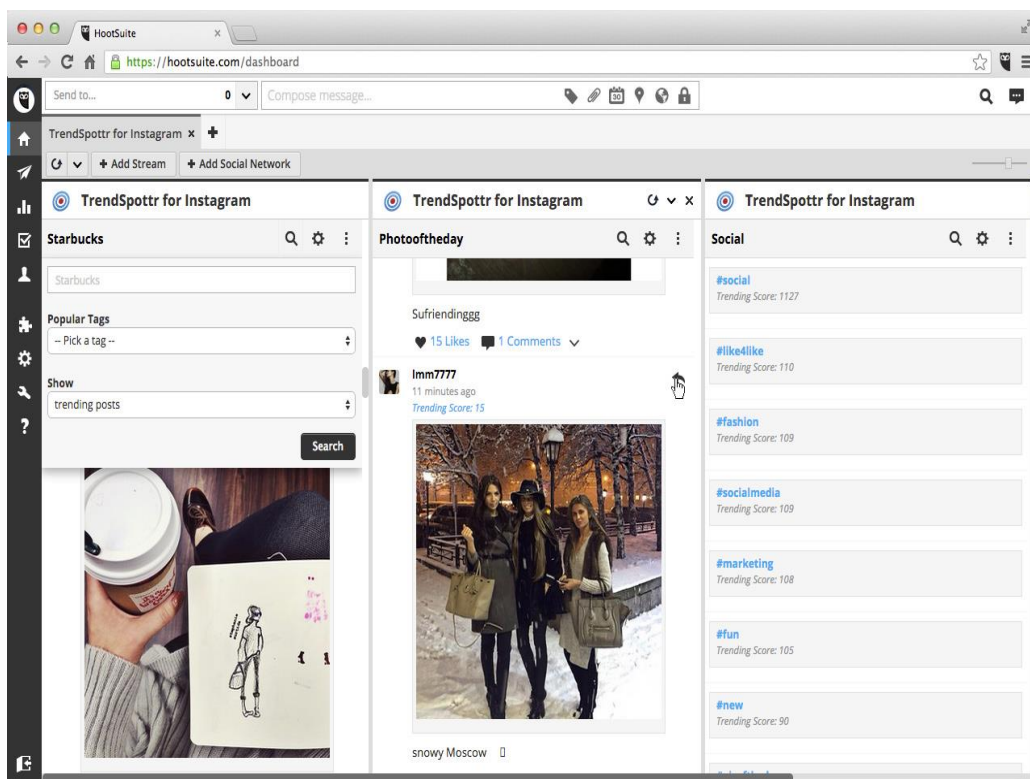 HootSuite
https://hootsuite.com/dashboard
Send to...
0
Compose message...
30
TrendSpottr for Instagram
Add Stream
Add Social Network
TrendSpottr for Instagram
Starbucks
Starbucks
Popular Tags
-- Pick a tag --
Show
trending posts
Search
TrendSpottr for Instagram
Photooftheday
Sufriendinggg
15 Likes
1 Comments
lmm7777
11 minutes ago
Trending Score: 15
snowy Moscow
TrendSpottr for Instagram
Social
#social
Trending Score: 1127
#like4like
Trending Score: 110
#fashion
Trending Score: 109
#socialmedia
Trending Score: 109
#marketing
Trending Score: 108
#fun
Trending Score: 105
#new
Trending Score: 90